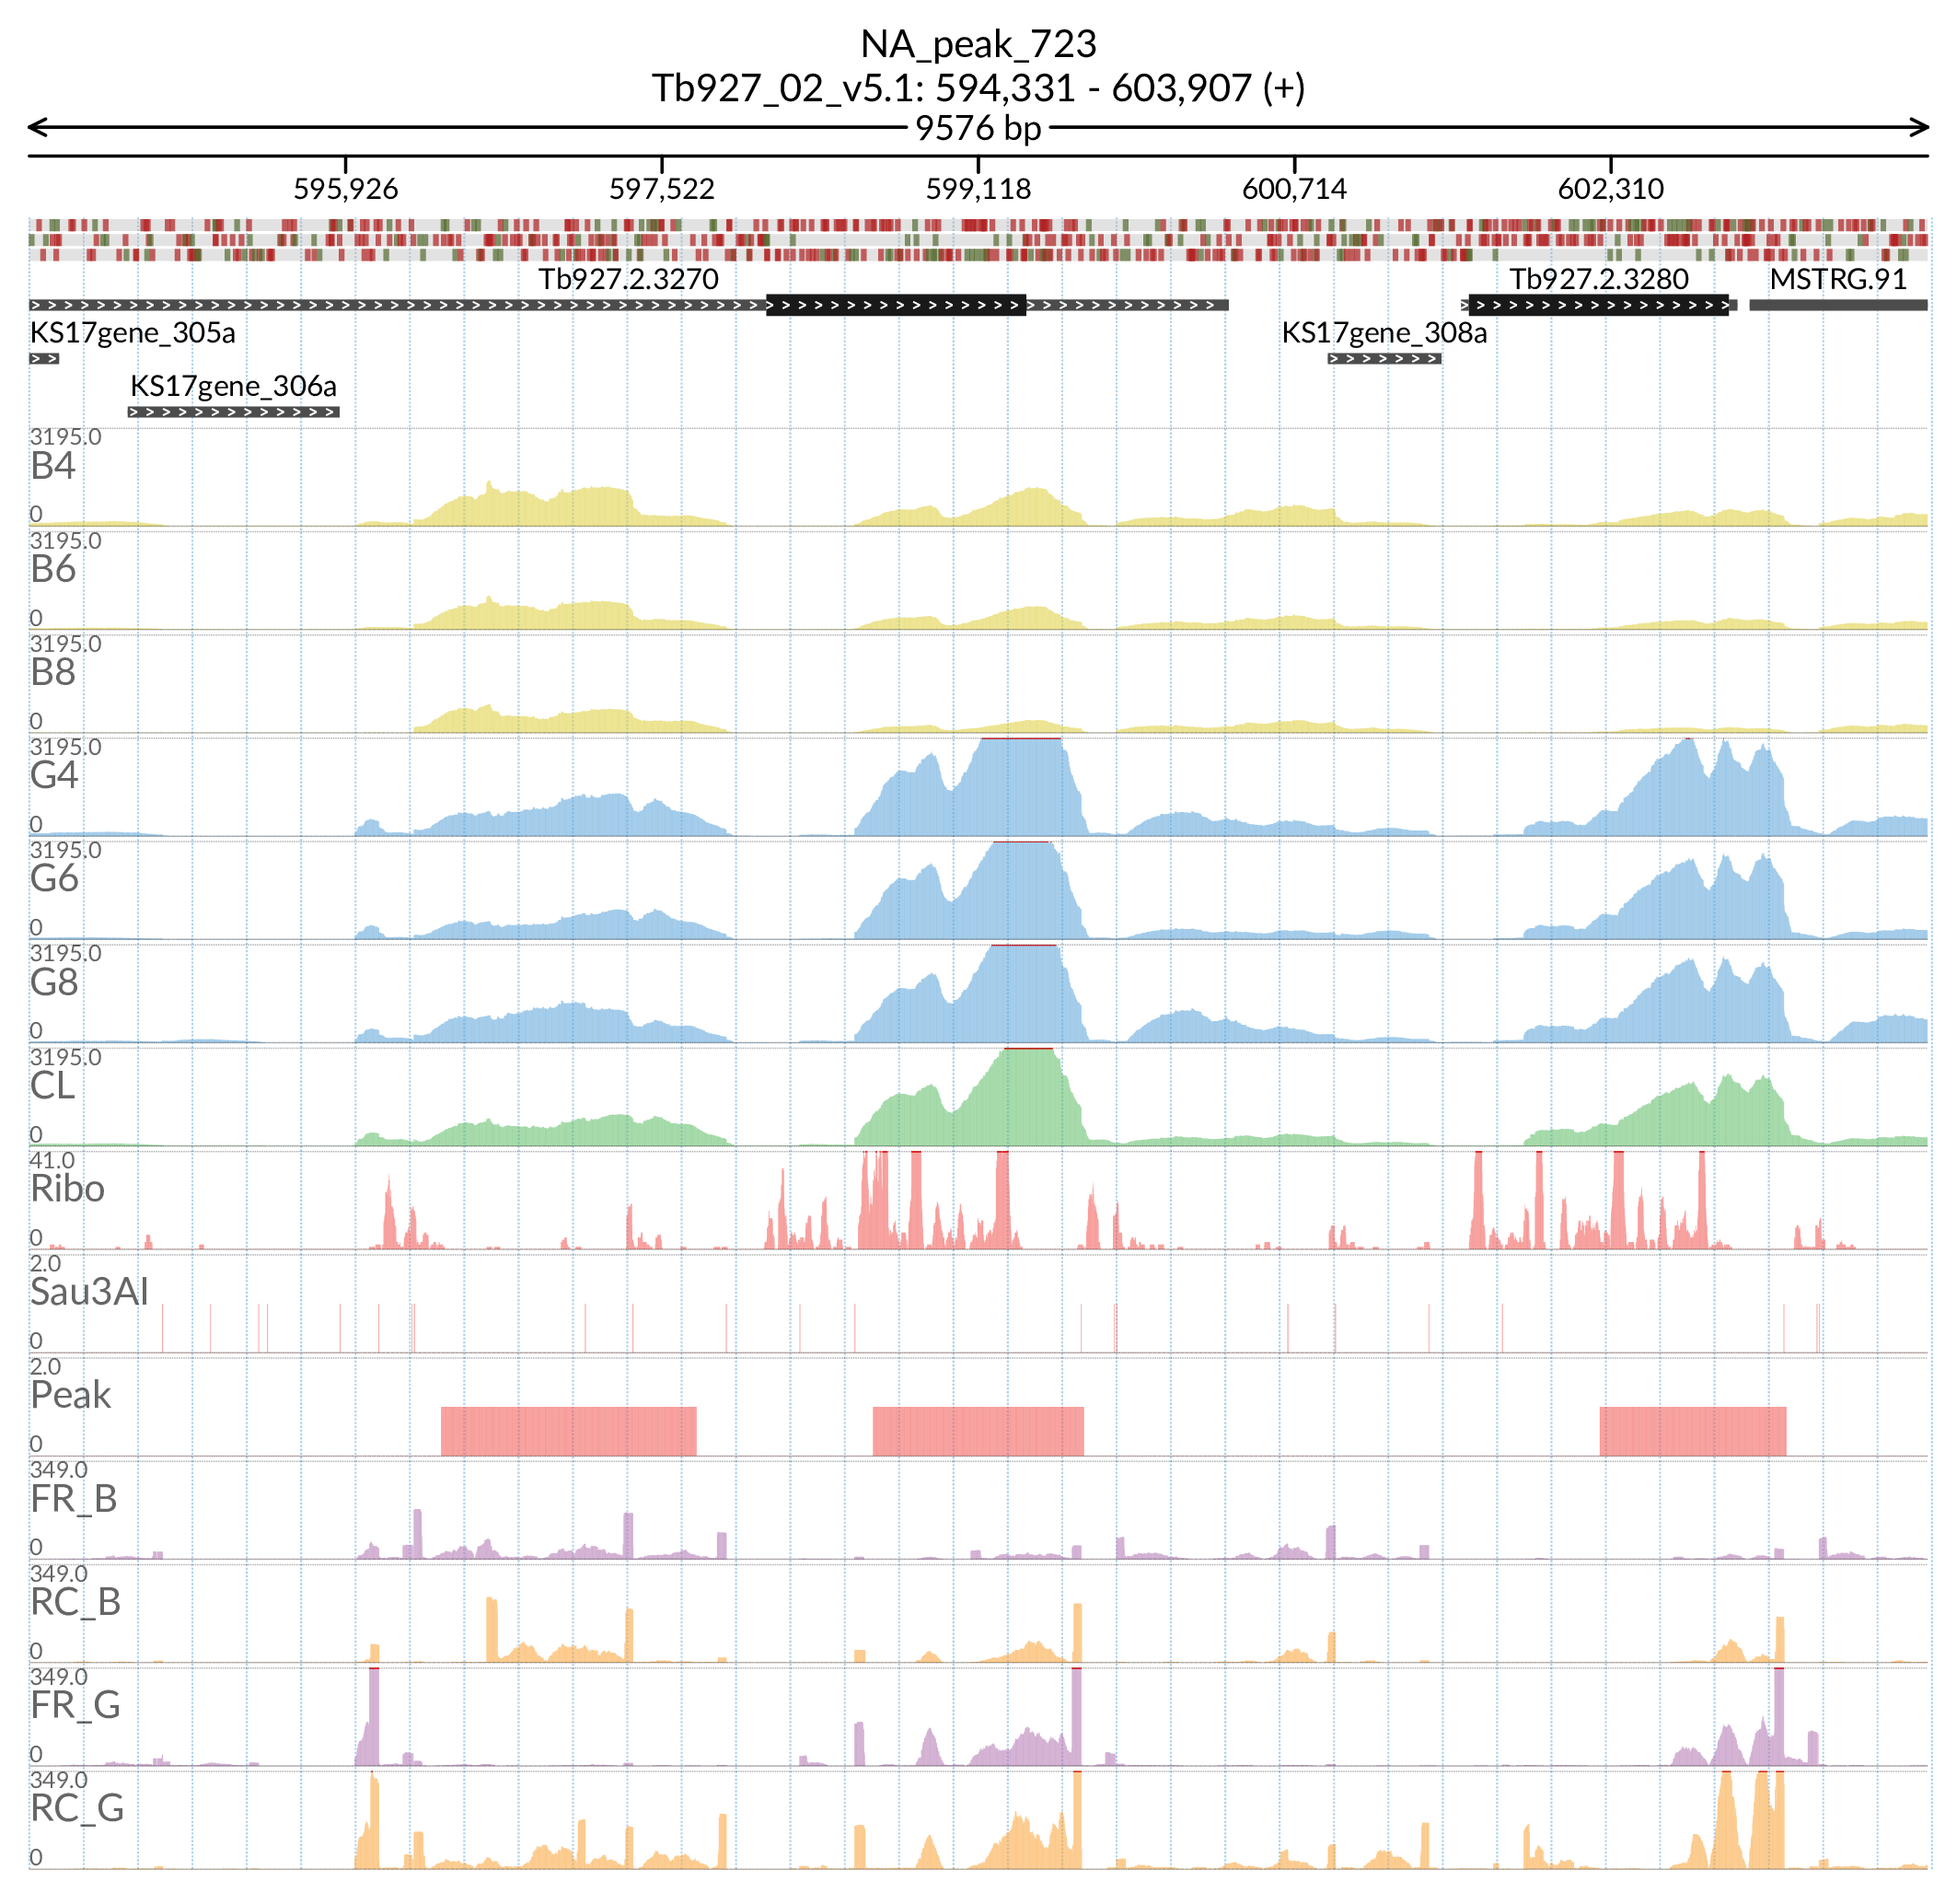 NA_peak_723
Tb927_02_v5.1: 594,331 - 603,907 (+)
9576 bp
595,926 597,522 599,118 600,714 602,310
Tb927.2.3270 Tb927.2.3280 MSTRG.91
KS17gene_305a KS17gene_308a
KS17gene_306a
3195.0
B4
0
3195.0
B6
0
3195.0
B8
0
3195.0
G4
0
3195.0
G6
0
3195.0
G8
0
3195.0
CL
0
41.0
Ribo
0
2.0
Sau3AI
0
2.0
Peak
0
349.0
FR_B
0
349.0
RC_B
0
349.0
FR_G
0
349.0
RC_G
0